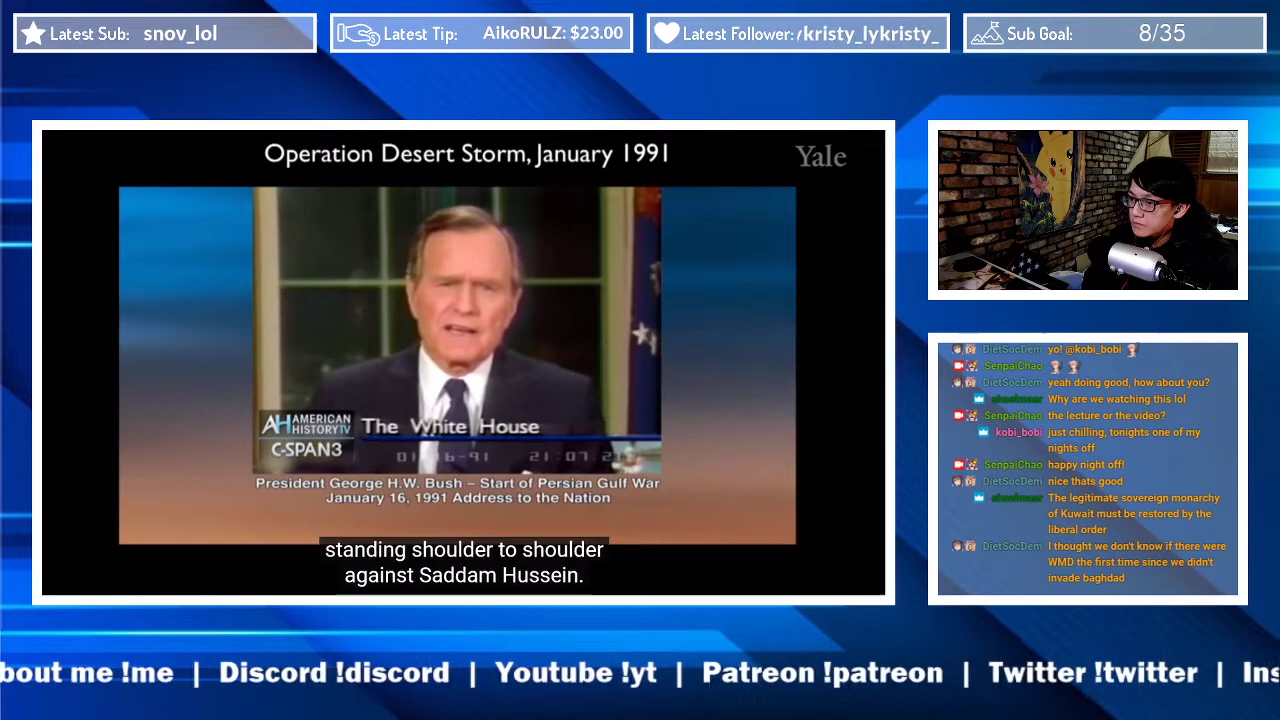 Latest Sub: snov_lol
Latest Tip: AikoRULZ: $23.00
Latest Follower: /kristy_lykristy_
Sub Goal: 8/35
Operation Desert Storm, January 1991
Yale
AH AMERICAN
HISTORY TV
C-SPAN3
The White House
01-16-91 21:07
President George H.W. Bush – Start of Persian Gulf War
January 16, 1991 Address to the Nation
standing shoulder to shoulder
against Saddam Hussein.
DietSocDem yo! @kobi_bobi
SenpaiChao
DietSocDem yeah doing good, how about you?
Why are we watching this lol
SenpaiChao the lecture or the video?
kobi_bobi just chilling, tonights one of my
nights off
SenpaiChao happy night off!
DietSocDem nice thats good
The legitimate sovereign monarchy
of Kuwait must be restored by the
liberal order
DietSocDem I thought we don't know if there were
WMD the first time since we didn't
invade baghdad
bout me !me | Discord !discord | Youtube !yt | Patreon !patreon | Twitter !twitter | Ins